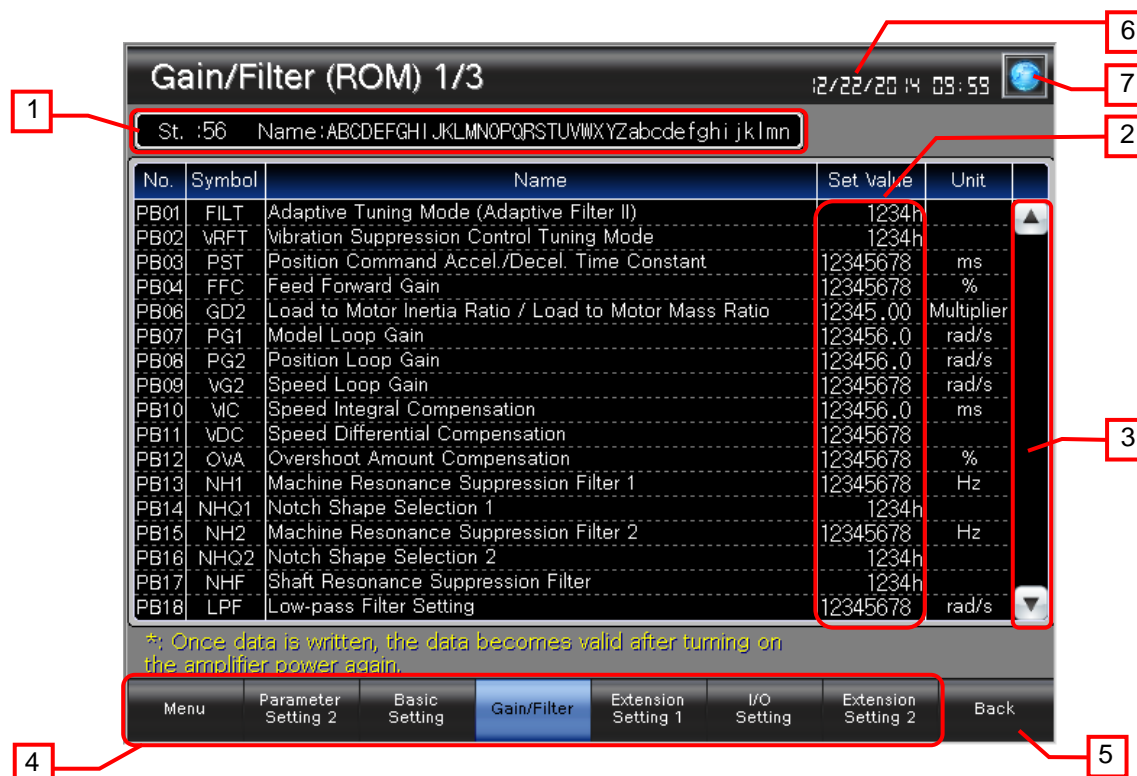 6
Gain/Filter (ROM) 1/3 12/22/2014 09:59
7
1
St. :56 Name:ABCDEFGHIJKLMNOPQRSTUVWXYZabcdefghijklmn
2
No. Symbol Name Set Value Unit
PB01 FILT Adaptive Tuning Mode (Adaptive Filter II) 1234h
PB02 VRFT Vibration Suppression Control Tuning Mode 1234h
PB03 PST Position Command Accel./Decel. Time Constant 12345678 ms
PB04 FFC Feed Forward Gain 12345678 %
PB06 GD2 Load to Motor Inertia Ratio / Load to Motor Mass Ratio 12345.00 Multiplier
PB07 PG1 Model Loop Gain 123456.0 rad/s
PB08 PG2 Position Loop Gain 123456.0 rad/s
PB09 VG2 Speed Loop Gain 12345678 rad/s
PB10 VIC Speed Integral Compensation 123456.0 ms
PB11 VDC Speed Differential Compensation 12345678
3
PB12 OVA Overshoot Amount Compensation 12345678 %
PB13 NH1 Machine Resonance Suppression Filter 1 12345678 Hz
PB14 NHQ1 Notch Shape Selection 1 1234h
PB15 NH2 Machine Resonance Suppression Filter 2 12345678 Hz
PB16 NHQ2 Notch Shape Selection 2 1234h
PB17 NHF Shaft Resonance Suppression Filter 1234h
PB18 LPF Low-pass Filter Setting 12345678 rad/s
*: Once data is written, the data becomes valid after turning on
the amplifier power again.
Menu Parameter Setting 2 Basic Setting Gain/Filter Extension Setting 1 I/O Setting Extension Setting 2 Back
4
5